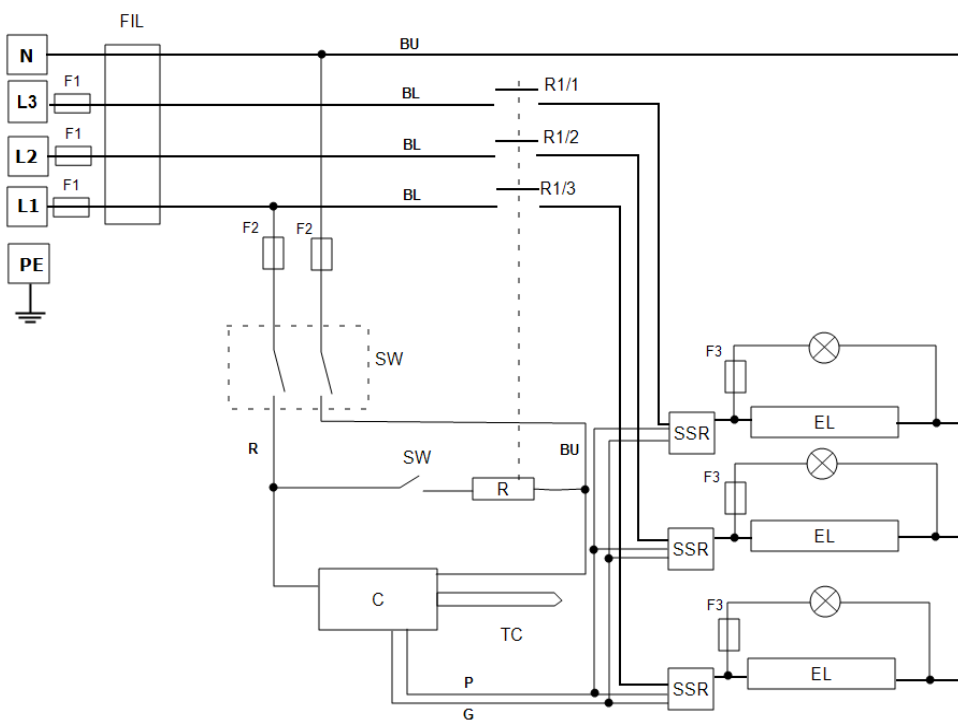 FIL
N
BU
F1
L3
BL
R1/1
F1
L2
BL
R1/2
F1
L1
BL
R1/3
F2
F2
PE
SW
F3
EL
SSR
R
SW
BU
F3
R
EL
SSR
C
F3
TC
EL
P
SSR
G